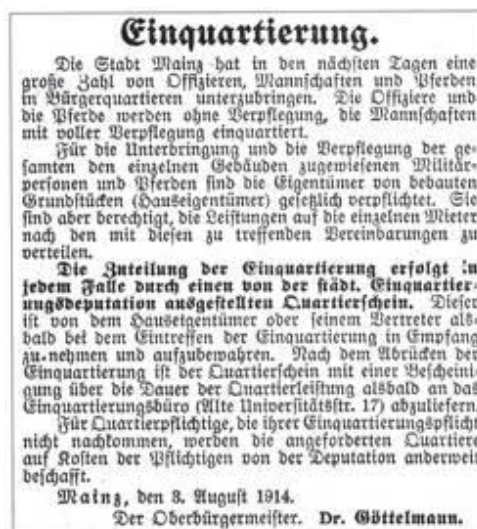 Einquartierung.
Die Stadt Mainz hat in den nächsten Tagen eine
große Zahl von Offizieren, Mannschaften und Pferden
in Bürgerquartieren unterzubringen. Die Offiziere und
die Pferde werden ohne Verpflegung, die Mannschaften
mit voller Verpflegung einquartiert.
Für die Unterbringung und die Verpflegung der ge-
samten den einzelnen Gebäuden zugewiesenen Militär-
personen und Pferden sind die Eigentümer von bebauten
Grundstücken (Hauseigentümer) gesetzlich verpflichtet. Sie
sind aber berechtigt, die Leistungen auf die einzelnen Mieter
nach den mit diesen zu treffenden Vereinbarungen zu
verteilen.
Die Zuteilung der Einquartierung erfolgt in
jedem Falle durch einen von der städt. Einquartier-
ungsdeputation ausgestellten Quartierschein. Dieser
ist von dem Hauseigentümer oder seinem Vertreter als-
bald bei dem Eintreffen der Einquartierung in Empfang
zu nehmen und aufzubewahren. Nach dem Abrücken der
Einquartierung ist der Quartierschein mit einer Bescheini-
gung über die Dauer der Quartierleistung alsbald an das
Einquartierungsbüro (Alte Universitätsstr. 17) abzuliefern.
Für Quartierpflichtige, die ihrer Einquartierungspflicht
nicht nachkommen, werden die angeforderten Quartiere
auf Kosten der Pflichtigen von der Deputation anderweit
beschafft.
Mainz, den 3. August 1914.
Der Oberbürgermeister. Dr. Göttelmann.